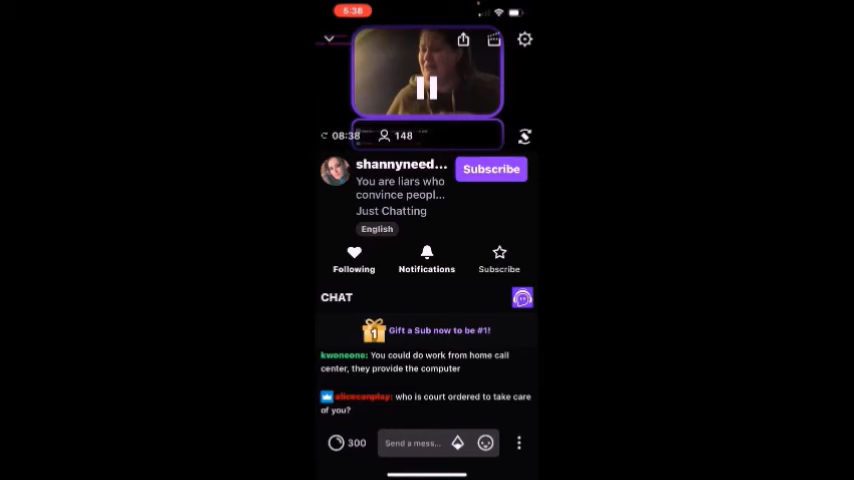 5:38
08:38 148
shannyneed...
Subscribe
You are liars who
convince peopl...
Just Chatting
English
Following Notifications Subscribe
CHAT
1 Gift a Sub now to be #1!
kwoneone: You could do work from home call
center, they provide the computer
alicecanplay: who is court ordered to take care
of you?
300 Send a mess...